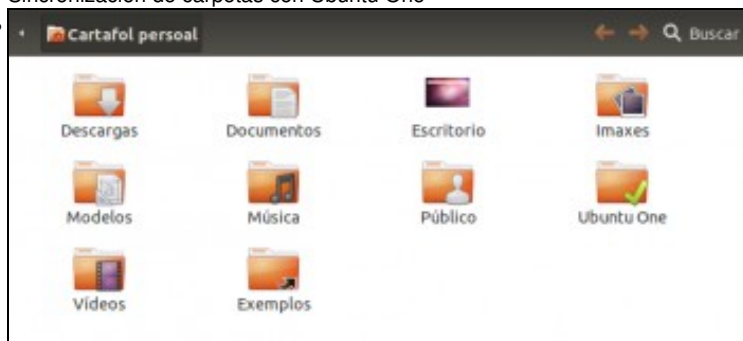 Sincronización de carpetas con Ubuntu One
Cartafol persoal
Buscar
Descargas Documentos Escritorio Imaxes
Modelos Música Público Ubuntu One
Vídeos Exemplos